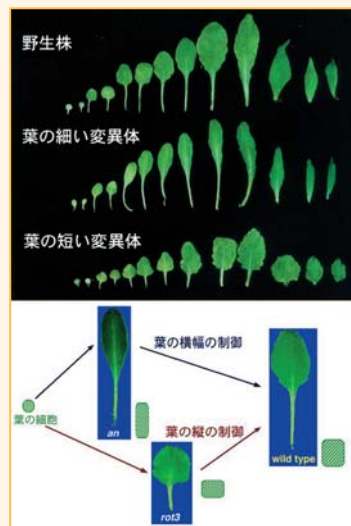 野生株
葉の細い変異体
葉の短い変異体
葉の横幅の制御
葉の細胞
an
葉の縦の制御
wild type
rot3